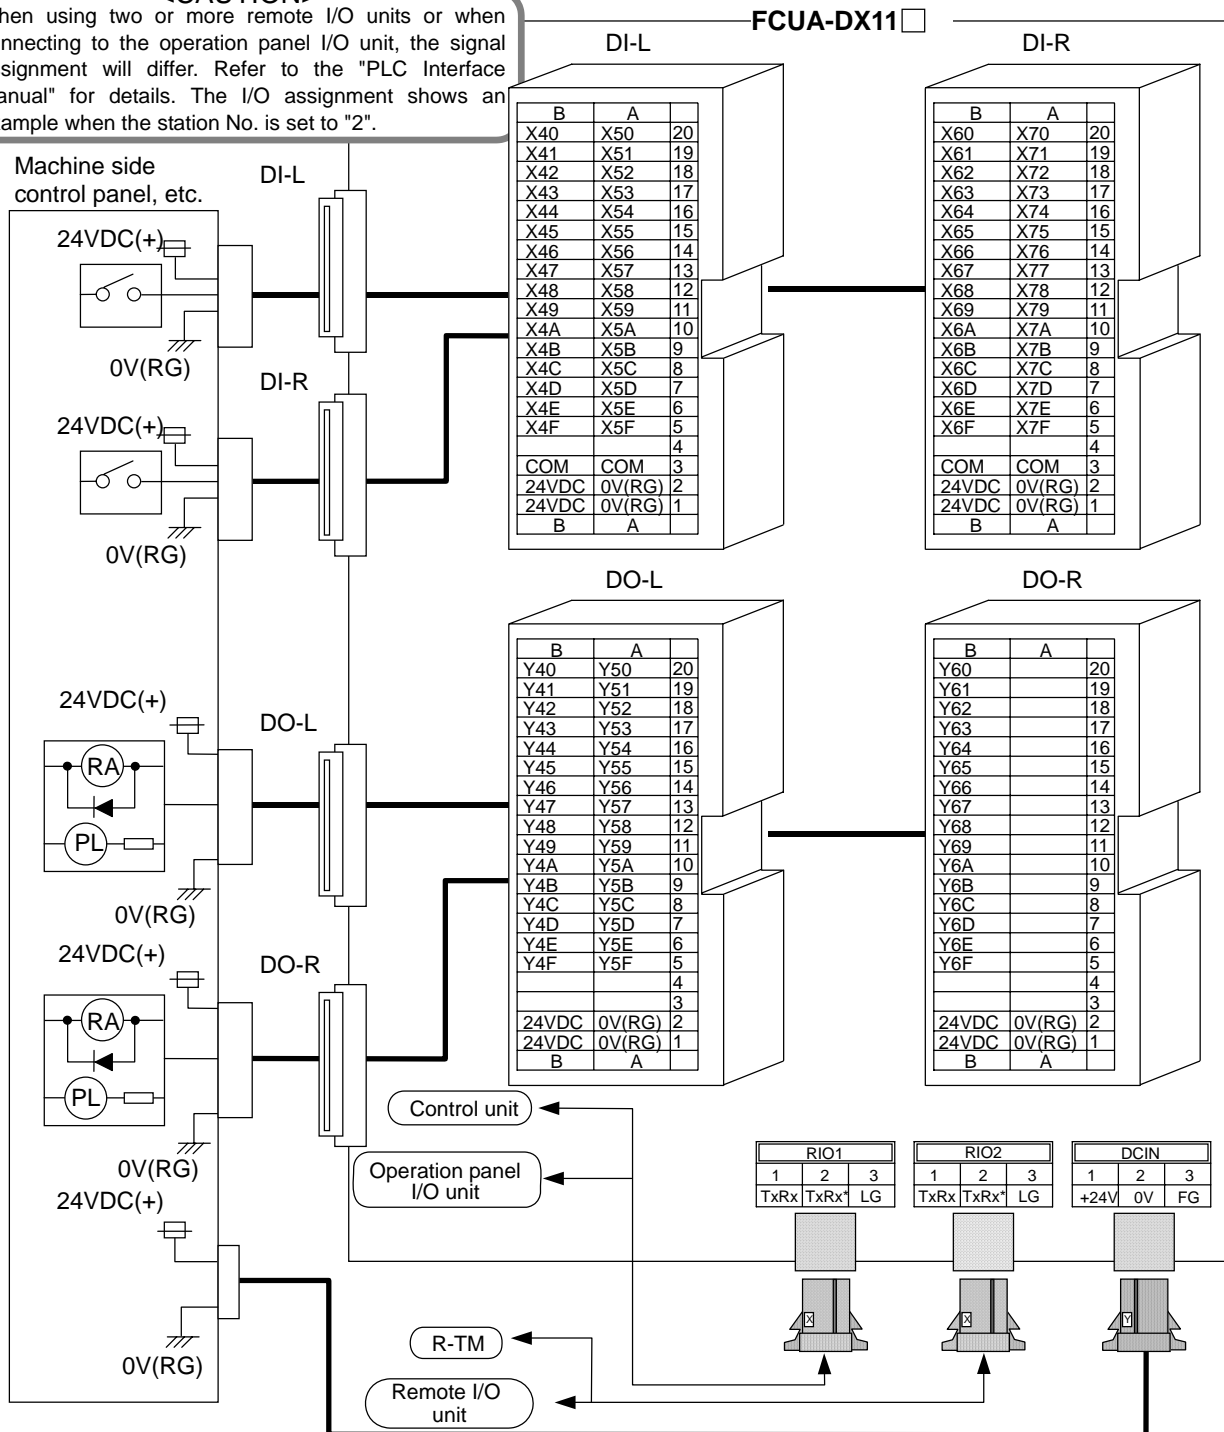 <CAUTION>
hen using two or more remote I/O units or when
nnecting to the operation panel I/O unit, the signal
signment will differ. Refer to the "PLC Interface
anual" for details. The I/O assignment shows an
ample when the station No. is set to "2".
FCUA-DX11□
Machine side
control panel, etc.
24VDC(+)
0V(RG)
DI-L
24VDC(+)
0V(RG)
DI-R
24VDC(+)
RA
PL
0V(RG)
DO-L
24VDC(+)
RA
PL
0V(RG)
DO-R
24VDC(+)
0V(RG)
DI-L
B A
X40 X50 20
X41 X51 19
X42 X52 18
X43 X53 17
X44 X54 16
X45 X55 15
X46 X56 14
X47 X57 13
X48 X58 12
X49 X59 11
X4A X5A 10
X4B X5B 9
X4C X5C 8
X4D X5D 7
X4E X5E 6
X4F X5F 5
4
COM COM 3
24VDC 0V(RG) 2
24VDC 0V(RG) 1
B A
DI-R
B A
X60 X70 20
X61 X71 19
X62 X72 18
X63 X73 17
X64 X74 16
X65 X75 15
X66 X76 14
X67 X77 13
X68 X78 12
X69 X79 11
X6A X7A 10
X6B X7B 9
X6C X7C 8
X6D X7D 7
X6E X7E 6
X6F X7F 5
4
COM COM 3
24VDC 0V(RG) 2
24VDC 0V(RG) 1
B A
DO-L
B A
Y40 Y50 20
Y41 Y51 19
Y42 Y52 18
Y43 Y53 17
Y44 Y54 16
Y45 Y55 15
Y46 Y56 14
Y47 Y57 13
Y48 Y58 12
Y49 Y59 11
Y4A Y5A 10
Y4B Y5B 9
Y4C Y5C 8
Y4D Y5D 7
Y4E Y5E 6
Y4F Y5F 5
4
3
24VDC 0V(RG) 2
24VDC 0V(RG) 1
B A
DO-R
B A
Y60 20
Y61 19
Y62 18
Y63 17
Y64 16
Y65 15
Y66 14
Y67 13
Y68 12
Y69 11
Y6A 10
Y6B 9
Y6C 8
Y6D 7
Y6E 6
Y6F 5
4
3
24VDC 0V(RG) 2
24VDC 0V(RG) 1
B A
Control unit
Operation panel
I/O unit
RIO1
1 2 3
TxRx TxRx* LG
X
RIO2
1 2 3
TxRx TxRx* LG
X
DCIN
1 2 3
+24V 0V FG
Y
R-TM
Remote I/O
unit